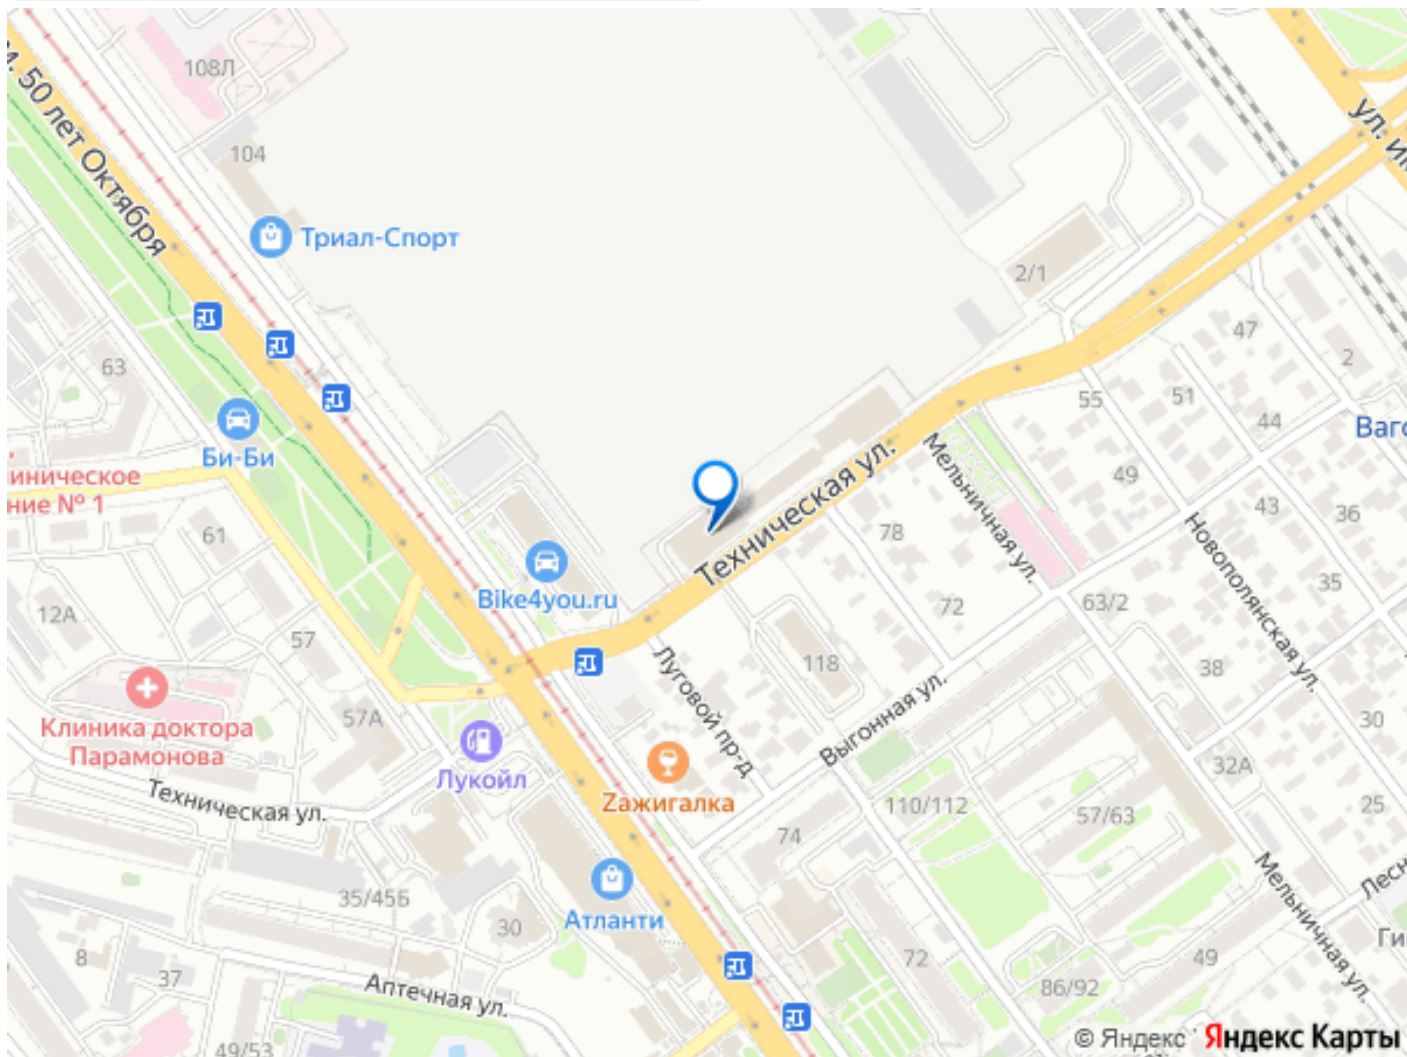 108Л
м. 50 лет Октября
104
Триал-Спорт
ул. им
2/1
47
2
63
55
51
44
Ваго
Би-Би
иническое
ние № 1
Мельничная ул.
49
Техническая ул.
43
36
78
61
Bike4you.ru
Новополянская ул.
35
12А
72
63/2
57
118
38
Луговой пр-д
Выгонная ул.
Клиника доктора
Парамонова
57А
30
Лукойл
32А
Техническая ул.
Zажигалка
110/112
57/63
25
74
35/45Б
Атланти
30
Мельничная ул.
Лесн
Ги
8
37
72
49
Аптечная ул.
86/92
49/53
© Яндекс
Яндекс Карты